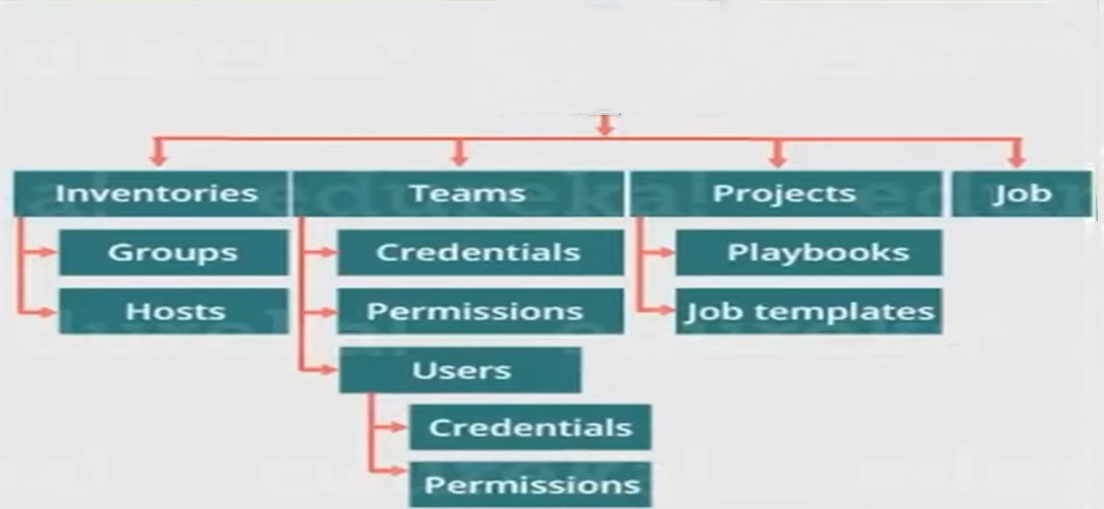 Inventories
Teams
Projects
Job
Groups
Credentials
Playbooks
Hosts
Permissions
Job templates
Users
Credentials
Permissions